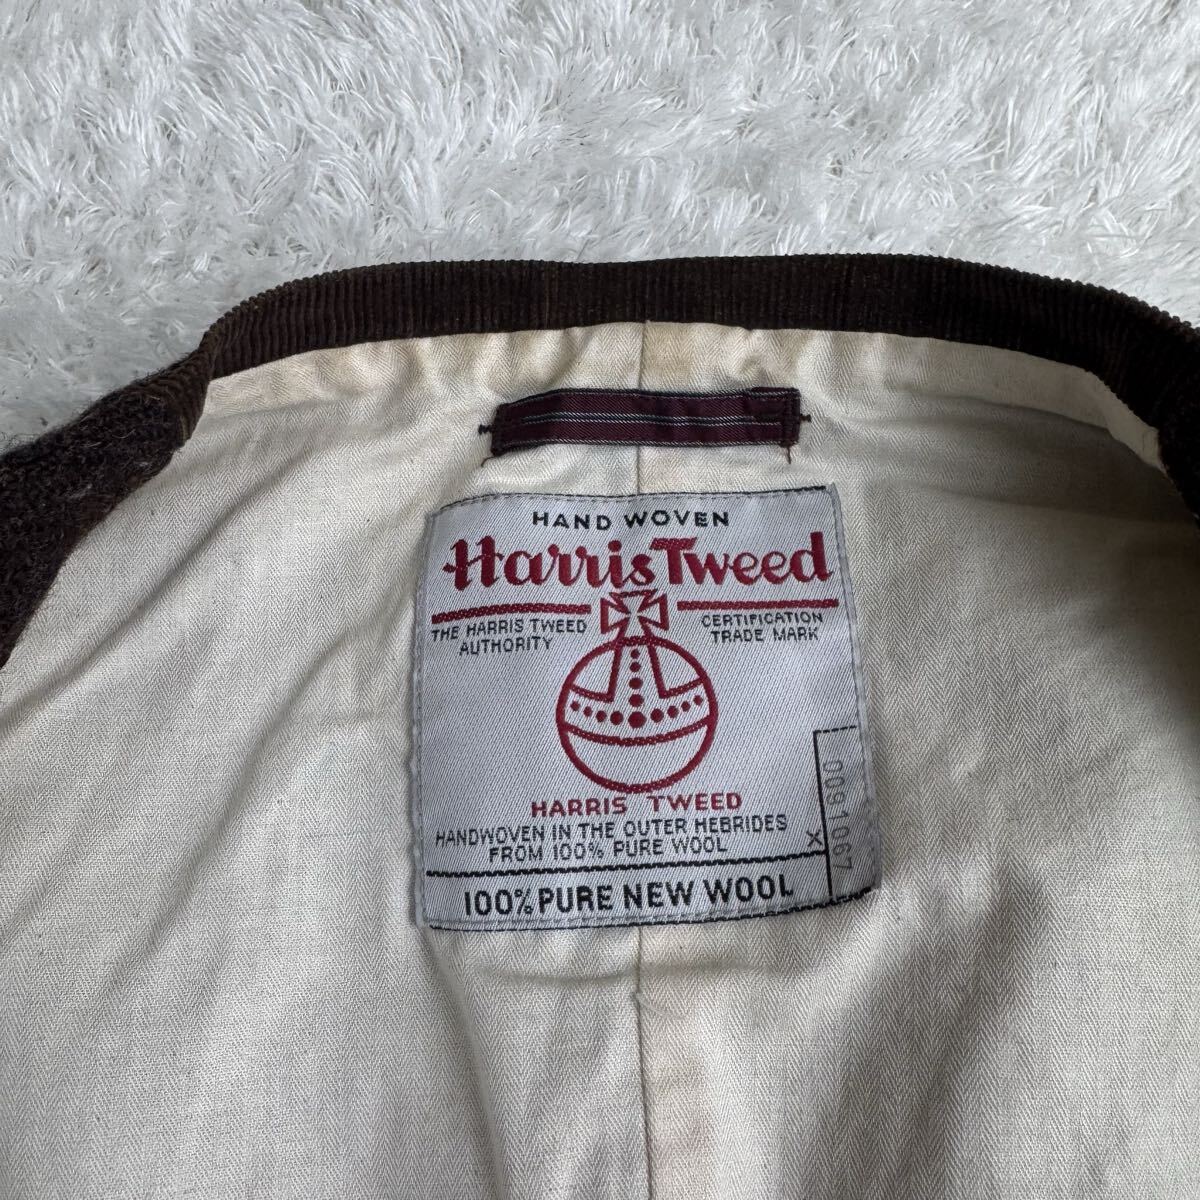 HAND WOVEN
Harris Tweed
THE HARRIS TWEED AUTHORITY
CERTIFICATION TRADE MARK
HARRIS TWEED
HANDWOVEN IN THE OUTER HEBRIDES
FROM 100% PURE WOOL
100% PURE NEW WOOL
X
0091067